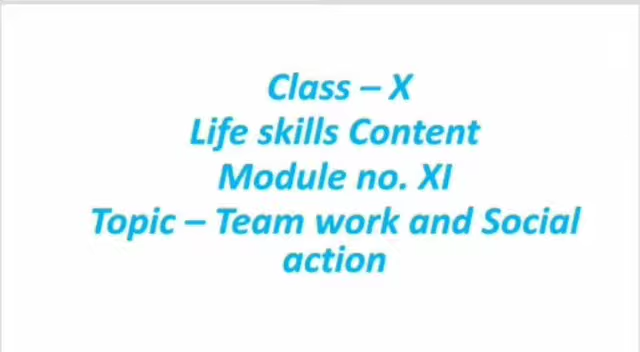 Class – X
Life skills Content
Module no. XI
Topic – Team work and Social
action